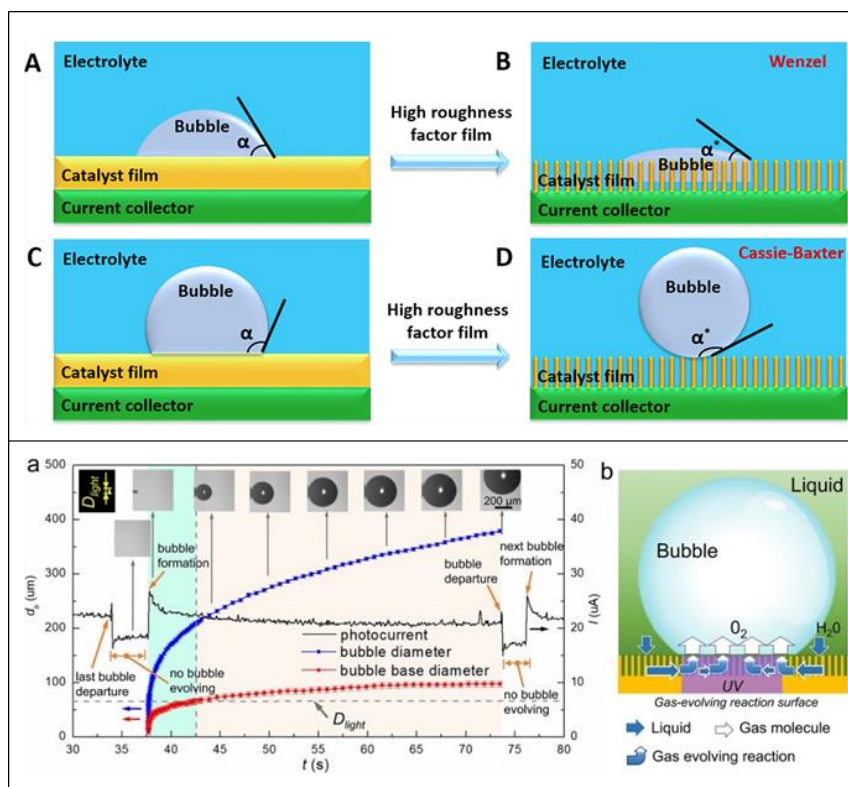 A
Electrolyte
Bubble
α
Catalyst film
Current collector
High roughness
factor film
B
Electrolyte
Wenzel
α*
Bubble
Catalyst film
Current collector
C
Electrolyte
Bubble
α
Catalyst film
Current collector
High roughness
factor film
D
Cassie-Baxter
Electrolyte
Bubble
α*
Catalyst film
Current collector
a
500
400
300
200
100
0
d_b (um)
D_light
bubble
formation
200 μm
bubble
departure
next bubble
formation
last bubble
departure
no bubble
evolving
photocurrent
bubble diameter
bubble base diameter
D_light
no bubble
evolving
50
40
30
20
10
0
I (uA)
30 35 40 45 50 55 60 65 70 75 80
t (s)
b
Liquid
Bubble
O2
H20
UV
Gas-evolving reaction surface
Liquid
Gas molecule
Gas evolving reaction